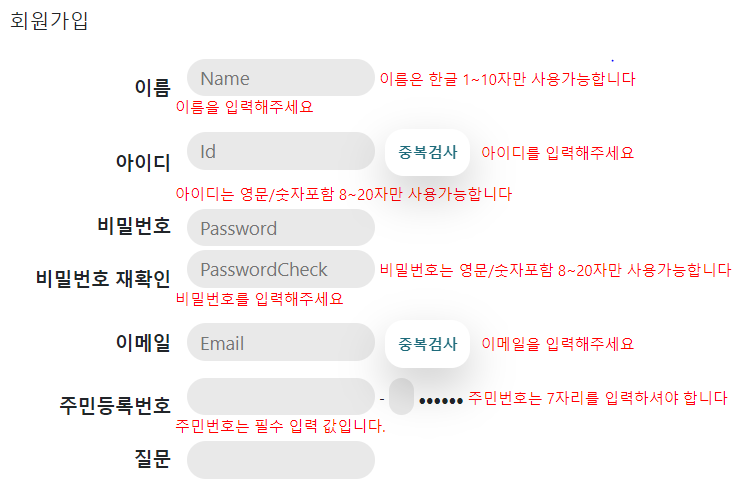 회원가입
이름 Name 이름은 한글 1~10자만 사용가능합니다
이름을 입력해주세요
아이디 Id 중복검사 아이디를 입력해주세요
아이디는 영문/숫자포함 8~20자만 사용가능합니다
비밀번호 Password
비밀번호 재확인 PasswordCheck 비밀번호는 영문/숫자포함 8~20자만 사용가능합니다
비밀번호를 입력해주세요
이메일 Email 중복검사 이메일을 입력해주세요
주민등록번호 - ●●●●●● 주민번호는 7자리를 입력하셔야 합니다
주민번호는 필수 입력 값입니다.
질문